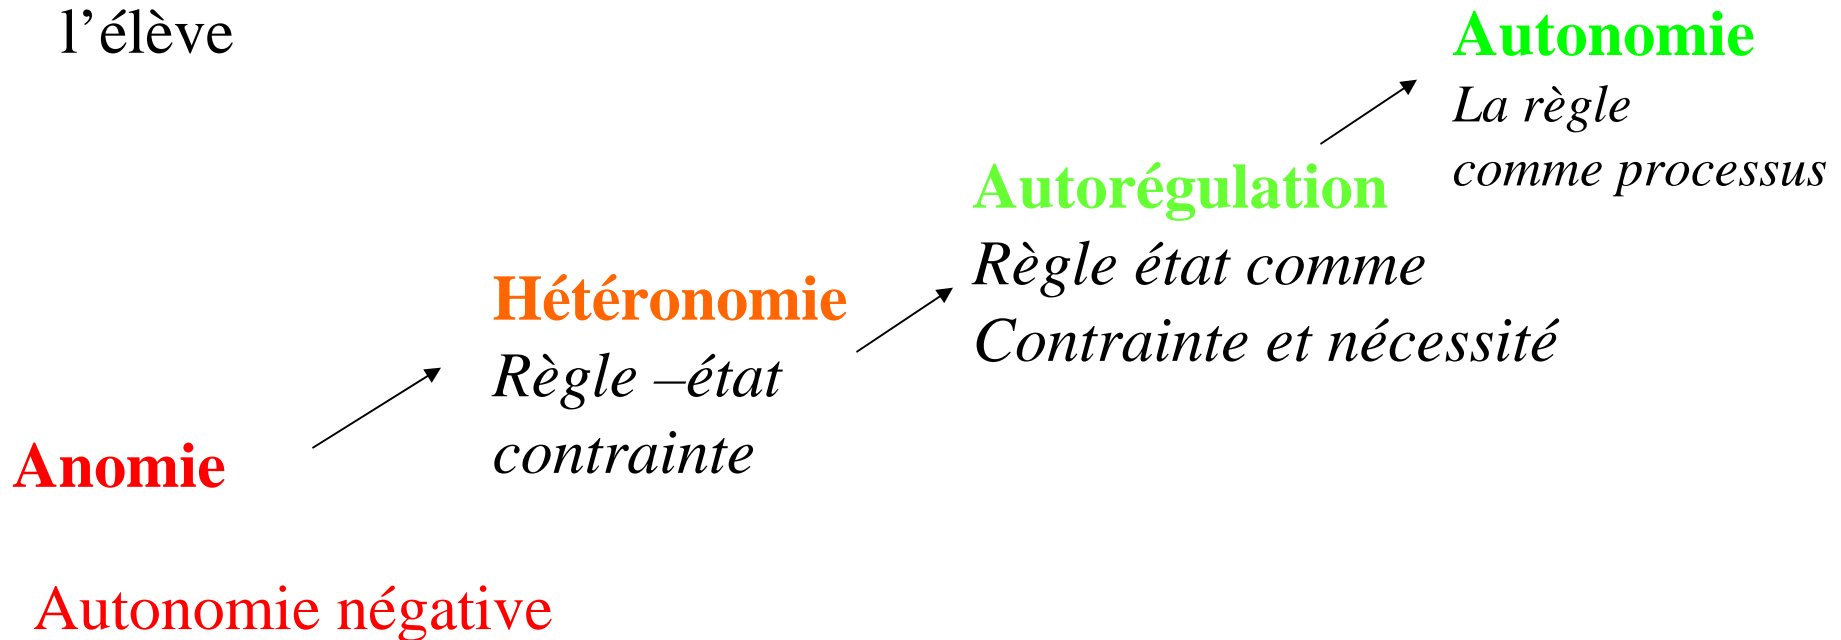 l’élève
Autonomie
La règle
comme processus
Autorégulation
Règle état comme
Contrainte et nécessité
Hétéronomie
Règle –état
contrainte
Anomie
Autonomie négative